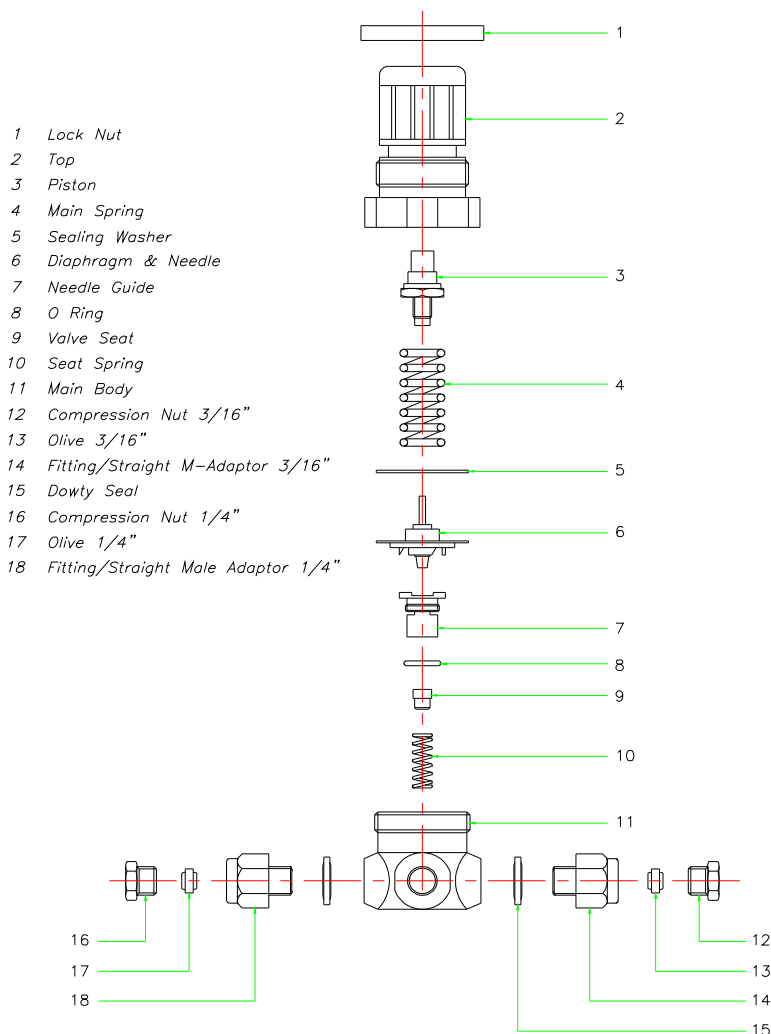 1 Lock Nut
2 Top
3 Piston
4 Main Spring
5 Sealing Washer
6 Diaphragm & Needle
7 Needle Guide
8 O Ring
9 Valve Seat
10 Seat Spring
11 Main Body
12 Compression Nut 3/16"
13 Olive 3/16"
14 Fitting/Straight M-Adaptor 3/16"
15 Dowty Seal
16 Compression Nut 1/4"
17 Olive 1/4"
18 Fitting/Straight Male Adaptor 1/4"
1
2
3
4
5
6
7
8
9
10
11
16
17
18
12
13
14
15